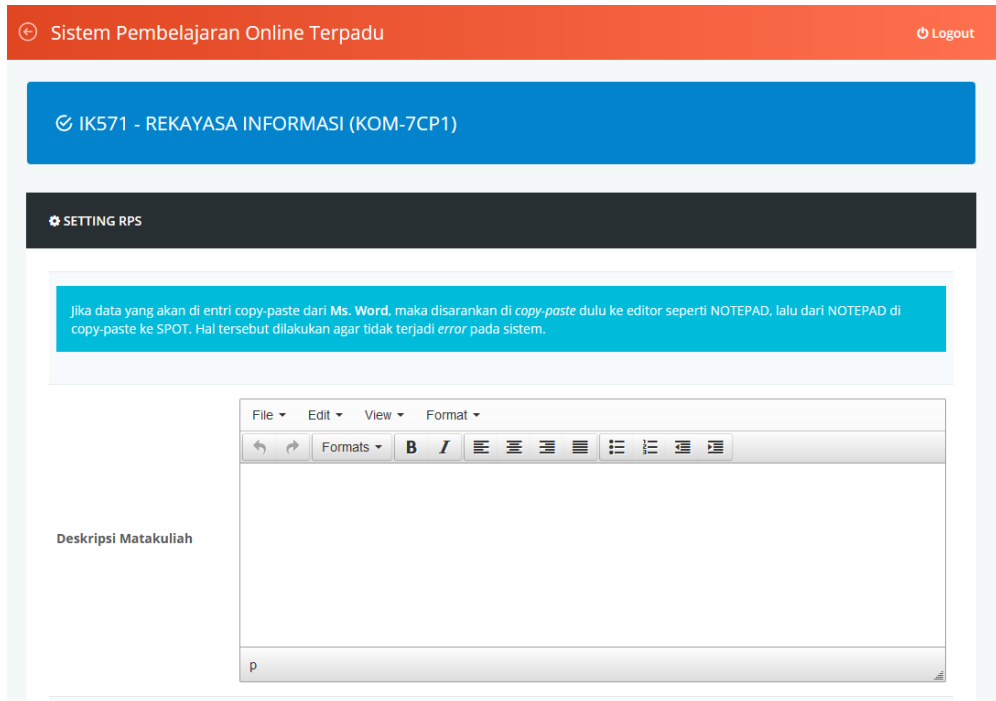 Sistem Pembelajaran Online Terpadu
Logout
IK571 - REKAYASA INFORMASI (KOM-7CP1)
SETTING RPS
Jika data yang akan di entri copy-paste dari Ms. Word, maka disarankan di copy-paste dulu ke editor seperti NOTEPAD, lalu dari NOTEPAD di
copy-paste ke SPOT. Hal tersebut dilakukan agar tidak terjadi error pada sistem.
File Edit View Format
Formats B I
Deskripsi Matakuliah
p